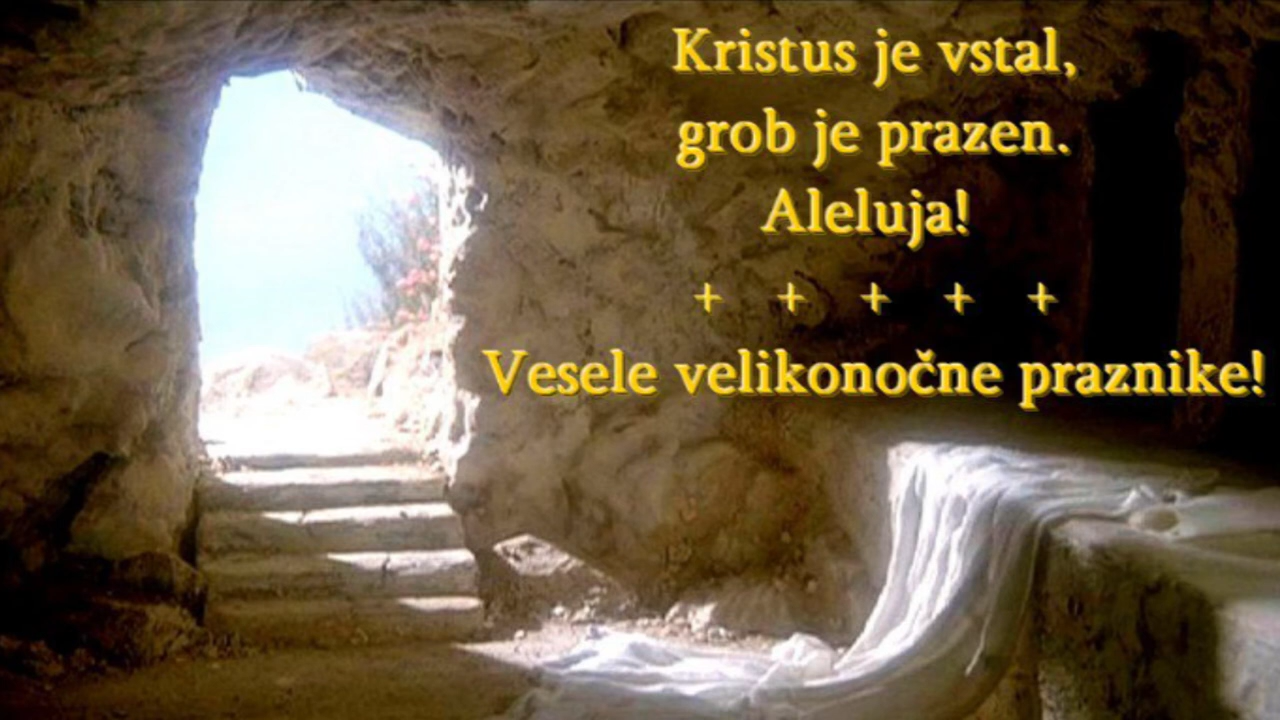 Kristus je vstal,
grob je prazen.
Aleluja!
+ + + + +
Vesele velikonočne praznike!